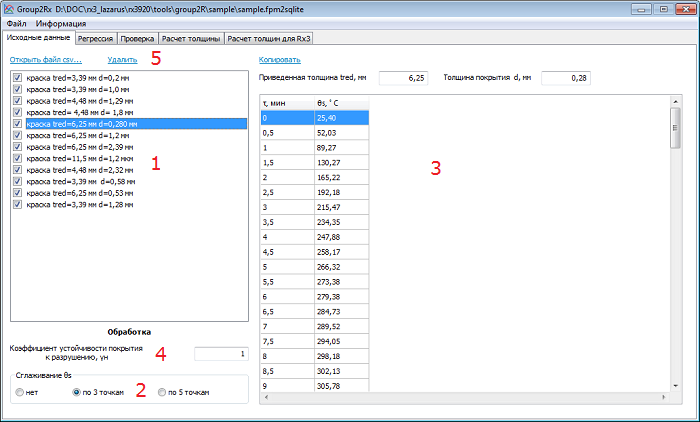 Group2Rx D:\DOC\rx3_lazarus\rx3920\tools\group2R\sample\sample.fpm2sqlite
Файл Информация
Исходные данные Регрессия Проверка Расчет толщины Расчет толщин для Rx3
Открыть файл csv... Удалить 5 Копировать
Приведенная толщина tred, мм 6,25 Толщина покрытия d, мм 0,28
краска tred=3,39 мм d=0,2 мм
краска tred=3,39 мм d=1,0 мм
краска tred=4,48 мм d=1,29 мм
краска tred= 4,48 мм d= 1,8 мм
краска tred=6,25 мм d=0,280 мм
краска tred=6,25 мм d=1,2 мм
краска tred=6,25 мм d=2,39 мм
краска tred=11,5 мм d=1,2 мкм
краска tred=4,48 мм d=2,32 мм
краска tred=3,39 мм d=0,58 мм
краска tred=6,25 мм d=0,53 мм
краска tred=3,39 мм d=1,28 мм
1
Обработка
Коэффициент устойчивости покрытия
к разрушению, γн
4
1
Сглаживание θs
2
нет по 3 точкам по 5 точкам
τ, мин θs, ˚ C
0 25,40
0,5 52,03
1 89,27
1,5 130,27
2 165,22
2,5 192,18
3 215,47
3,5 234,35
4 247,88
4,5 258,17
5 266,32
5,5 273,38
6 279,38
6,5 284,73
7 289,52
7,5 294,05
8 298,18
8,5 302,13
9 305,78
3